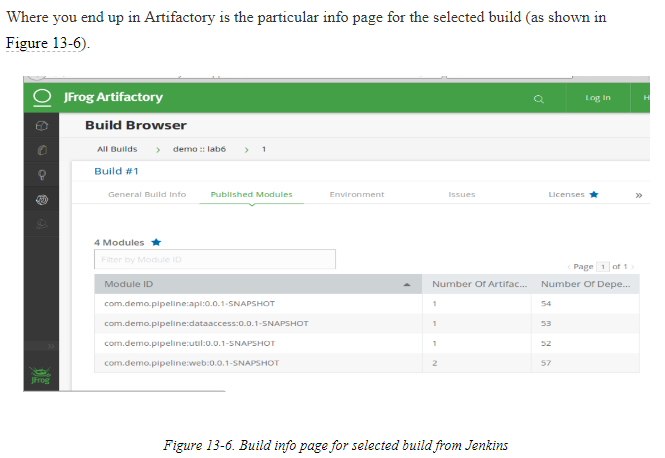 Where you end up in Artifactory is the particular info page for the selected build (as shown in
Figure 13-6).
JFrog Artifactory
Log In
H
Build Browser
All Builds > demo :: lab6 > 1
Build #1
General Build Info Published Modules Environment Issues Licenses »
4 Modules
Filter by Module ID
< Page 1 of 1 >
Module ID Number Of Artifac... Number Of Depe...
com.demo.pipeline:api:0.0.1-SNAPSHOT 1 54
com.demo.pipeline:dataaccess:0.0.1-SNAPSHOT 1 53
com.demo.pipeline:util:0.0.1-SNAPSHOT 1 52
com.demo.pipeline:web:0.0.1-SNAPSHOT 2 57
»
JFrog
Figure 13-6. Build info page for selected build from Jenkins